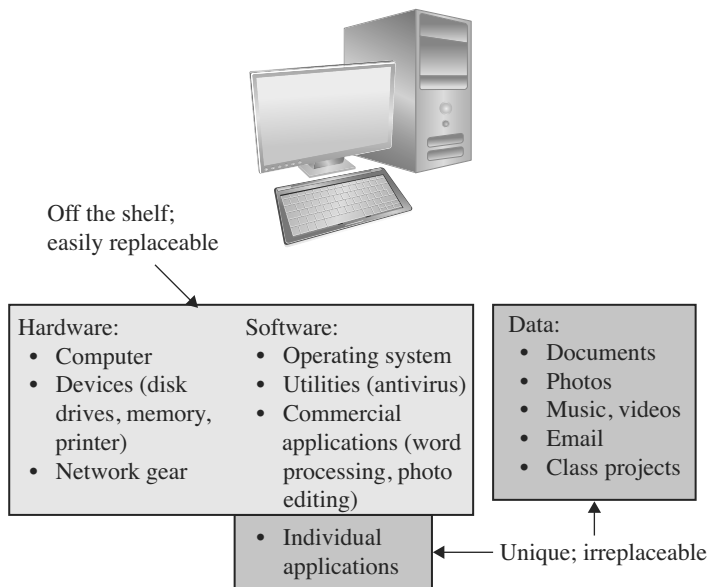 Off the shelf;
easily replaceable
Hardware:
• Computer
• Devices (disk
drives, memory,
printer)
• Network gear
Software:
• Operating system
• Utilities (antivirus)
• Commercial
applications (word
processing, photo
editing)
• Individual
applications
Data:
• Documents
• Photos
• Music, videos
• Email
• Class projects
Unique; irreplaceable